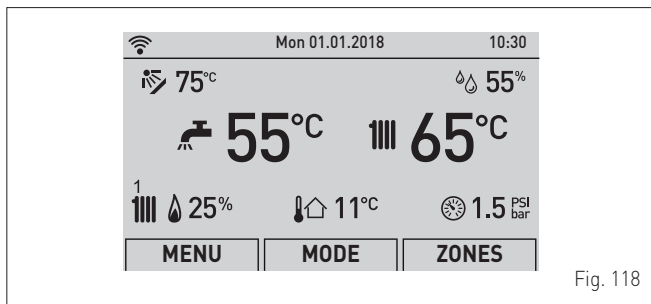 Mon 01.01.2018 10:30
75°C 55%
55°C 65°C
1
25% 11°C 1.5 PSI bar
MENU MODE ZONES
Fig. 118